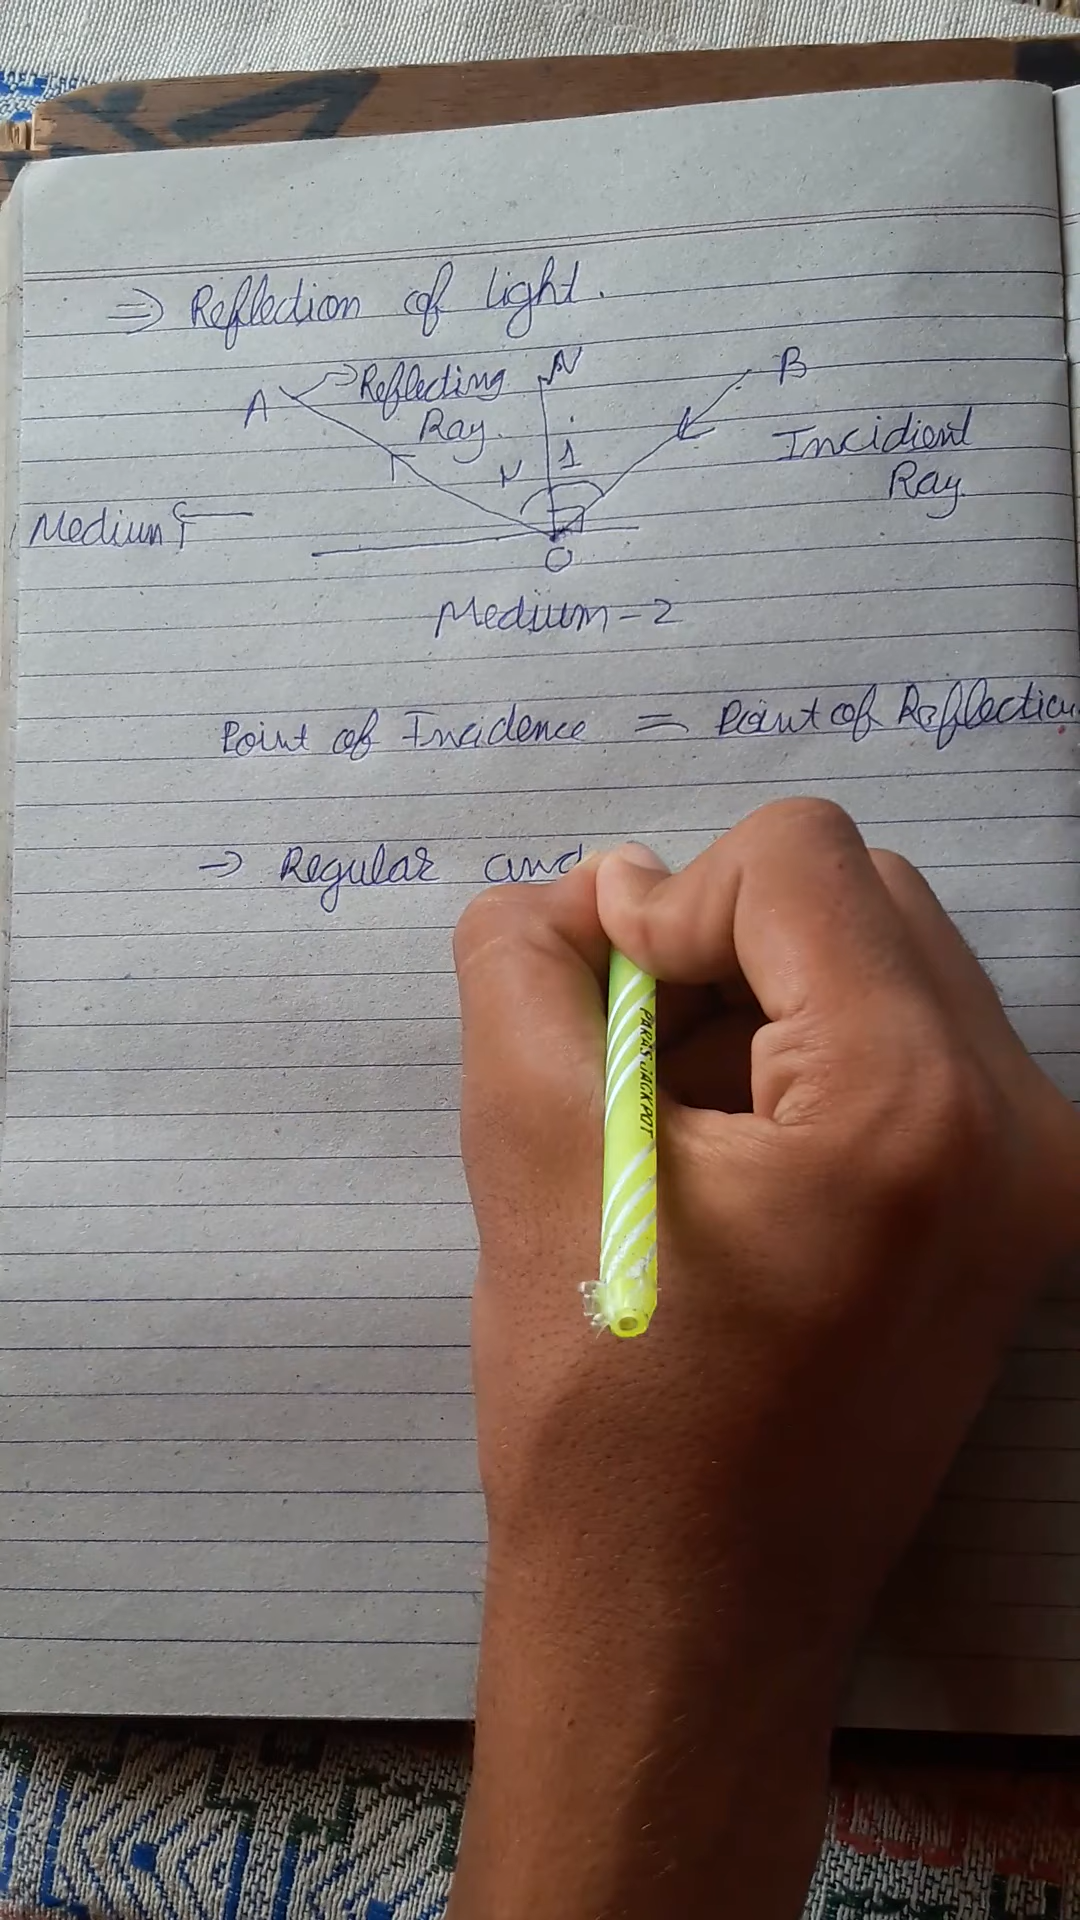 ⇒ Reflection of light.
A Reflecting N B
Ray. 1 Incidient
N Ray.
Medium
O
Medium-2
Point of Incidence = Point of Reflection
→ Regular and
PARAS JACKPOT